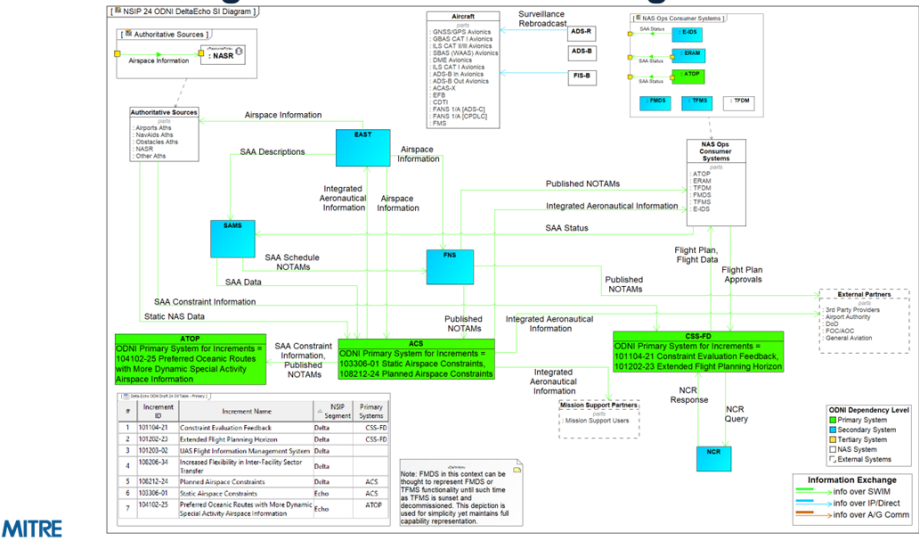 [ NSIP 24 ODNI DeltaEcho SI Diagram ]
[ Authoritative Sources ]
: NASR
Airspace Information
Authoritative Sources
parts
: Airports Aths
: NavAids Aths
: Obstacles Aths
: NASR
: Other Aths
Aircraft
parts
: GNSS/GPS Avionics
: GBAS CAT I Avionics
: ILS CAT II/III Avionics
: SBAS (WAAS) Avionics
: DME Avionics
: ILS CAT I Avionics
: ADS-B In Avionics
: ADS-B Out Avionics
: ACAS-X
: EFB
: CDTI
: FANS 1/A [ADS-C]
: FANS 1/A [CPDLC]
: FMS
Surveillance
Rebroadcast
ADS-R
ADS-B
FIS-B
[ NAS Ops Consumer Systems ]
SAA Status
: E-IDS
: ERAM
SAA Status
: ATOP
SAA Status
: FMDS
: TFMS
: TFDM
NAS Ops
Consumer
Systems
parts
: ATOP
: ERAM
: TFDM
: FMDS
: TFMS
: E-IDS
Airspace Information
EAST
SAA Descriptions
Airspace
Information
Integrated
Aeronautical
Information
Airspace
Information
Published NOTAMs
Integrated Aeronautical Information
SAA Status
SAMS
FNS
SAA Schedule
NOTAMs
SAA Data
SAA Constraint Information
Static NAS Data
Published
NOTAMs
Integrated Aeronautical
Information
Published
NOTAMs
Flight Plan,
Flight Data
Flight Plan
Approvals
External Partners
parts
: 3rd Party Providers
: Airport Authority
: DoD
: FOC/AOC
: General Aviation
ATOP
ODNI Primary System for Increments =
104102-25 Preferred Oceanic Routes
with More Dynamic Special Activity
Airspace Information
SAA Constraint
Information,
Published
NOTAMs
ACS
ODNI Primary System for Increments =
103306-01 Static Airspace Constraints,
108212-24 Planned Airspace Constraints
CSS-FD
ODNI Primary System for Increments =
101104-21 Constraint Evaluation Feedback,
101202-23 Extended Flight Planning Horizon
Integrated
Aeronautical
Information
Mission Support Partners
parts
: Mission Support Users
NCR
Response
NCR
Query
NCR
# Increment ID Increment Name NSIP Segment Primary Systems
1 101104-21 Constraint Evaluation Feedback Delta CSS-FD
2 101202-23 Extended Flight Planning Horizon Delta CSS-FD
3 101203-02 UAS Flight Information Management System Delta
4 106206-34 Increased Flexibility in Inter-Facility Sector Transfer Delta
5 108212-24 Planned Airspace Constraints Delta ACS
6 103306-01 Static Airspace Constraints Echo ACS
7 104102-25 Preferred Oceanic Routes with More Dynamic Special Activity Airspace Information Echo ATOP
Note: FMDS in this context can be
thought to represent FMDS or
TFMS functionality until such time
as TFMS is sunset and
decommissioned. This depiction is
used for simplicity yet maintains full
capability representation.
ODNI Dependency Level
Primary System
Secondary System
Tertiary System
NAS System
External Systems
Information Exchange
info over SWIM
info over IP/Direct
info over A/G Comm
MITRE